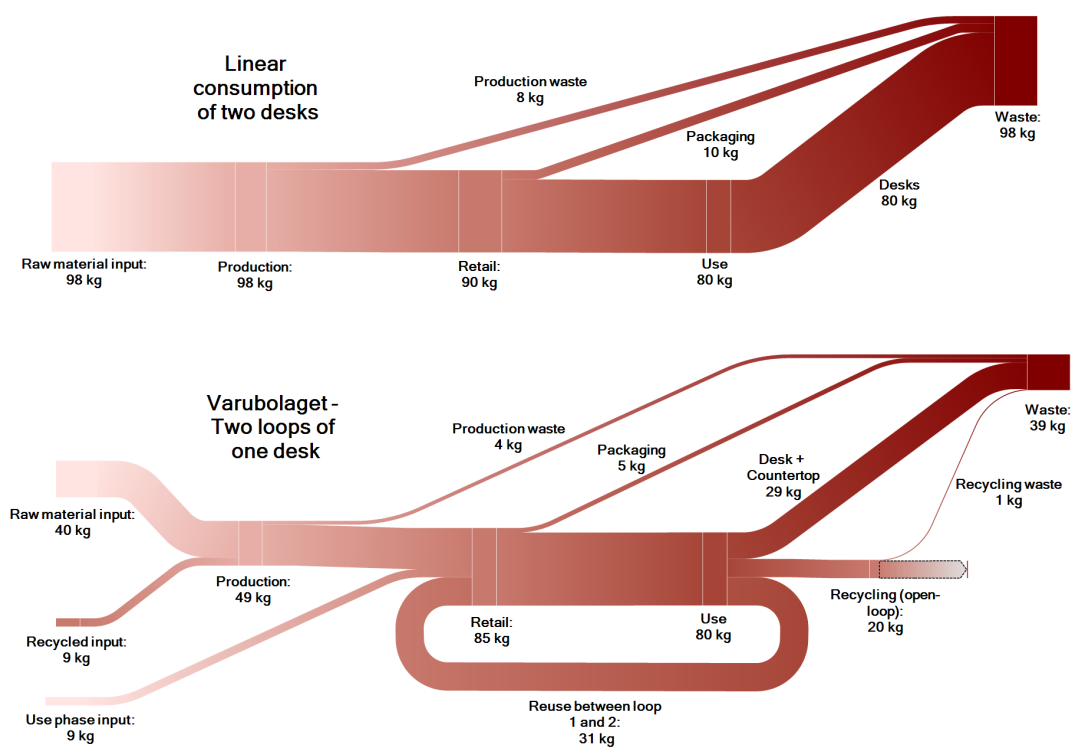 Linear
consumption
of two desks
Production waste
8 kg
Packaging
10 kg
Waste:
98 kg
Desks
80 kg
Raw material input:
98 kg
Production:
98 kg
Retail:
90 kg
Use
80 kg
Varubolaget -
Two loops of
one desk
Production waste
4 kg
Packaging
5 kg
Desk +
Countertop
29 kg
Waste:
39 kg
Recycling waste
1 kg
Raw material input:
40 kg
Production:
49 kg
Recycled input:
9 kg
Retail:
85 kg
Use
80 kg
Recycling (open-
loop):
20 kg
Use phase input:
9 kg
Reuse between loop
1 and 2:
31 kg